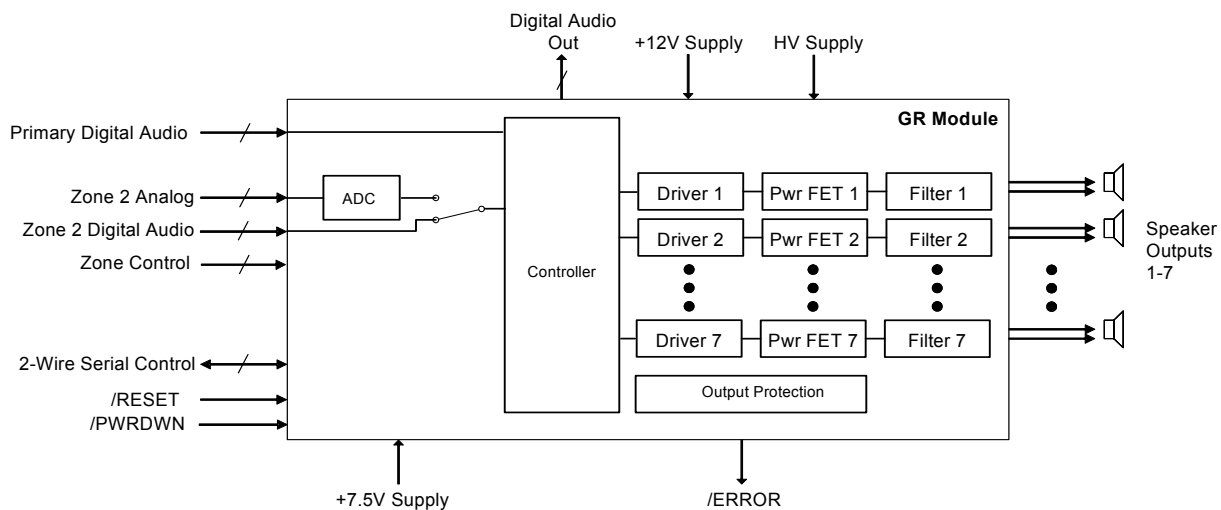 Digital Audio
Out
+12V Supply
HV Supply
GR Module
Primary Digital Audio
Zone 2 Analog
ADC
Zone 2 Digital Audio
Zone Control
Controller
Driver 1
Pwr FET 1
Filter 1
Driver 2
Pwr FET 2
Filter 2
Driver 7
Pwr FET 7
Filter 7
Output Protection
Speaker
Outputs
1-7
2-Wire Serial Control
/RESET
/PWRDWN
+7.5V Supply
/ERROR